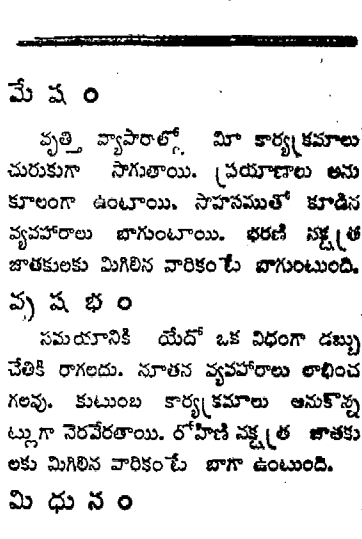 మేషం
వృత్తి వ్యాపారాల్లో మీ కార్యక్రమాలు
చురుకుగా సాగుతాయి. ప్రయాణాలు అను
కూలంగా ఉంటాయి. సాహసముతో కూడిన
వ్యవహారాలు బాగుంటాయి. భరణి నక్షత్ర
జాతకులకు మిగిలిన వారికంటే బాగుంటుంది.
వృషభం
సమయానికి యేదో ఒక విధంగా డబ్బు
చేతికి రాగలదు. నూతన వ్యవహారాలు లాభించ
గలవు. కుటుంబ కార్యక్రమాలు అనుకొన్న
ట్లుగా నెరవేరతాయి. రోహిణి నక్షత్ర జాతకు
లకు మిగిలిన వారికంటే బాగా ఉంటుంది.
మిధునం